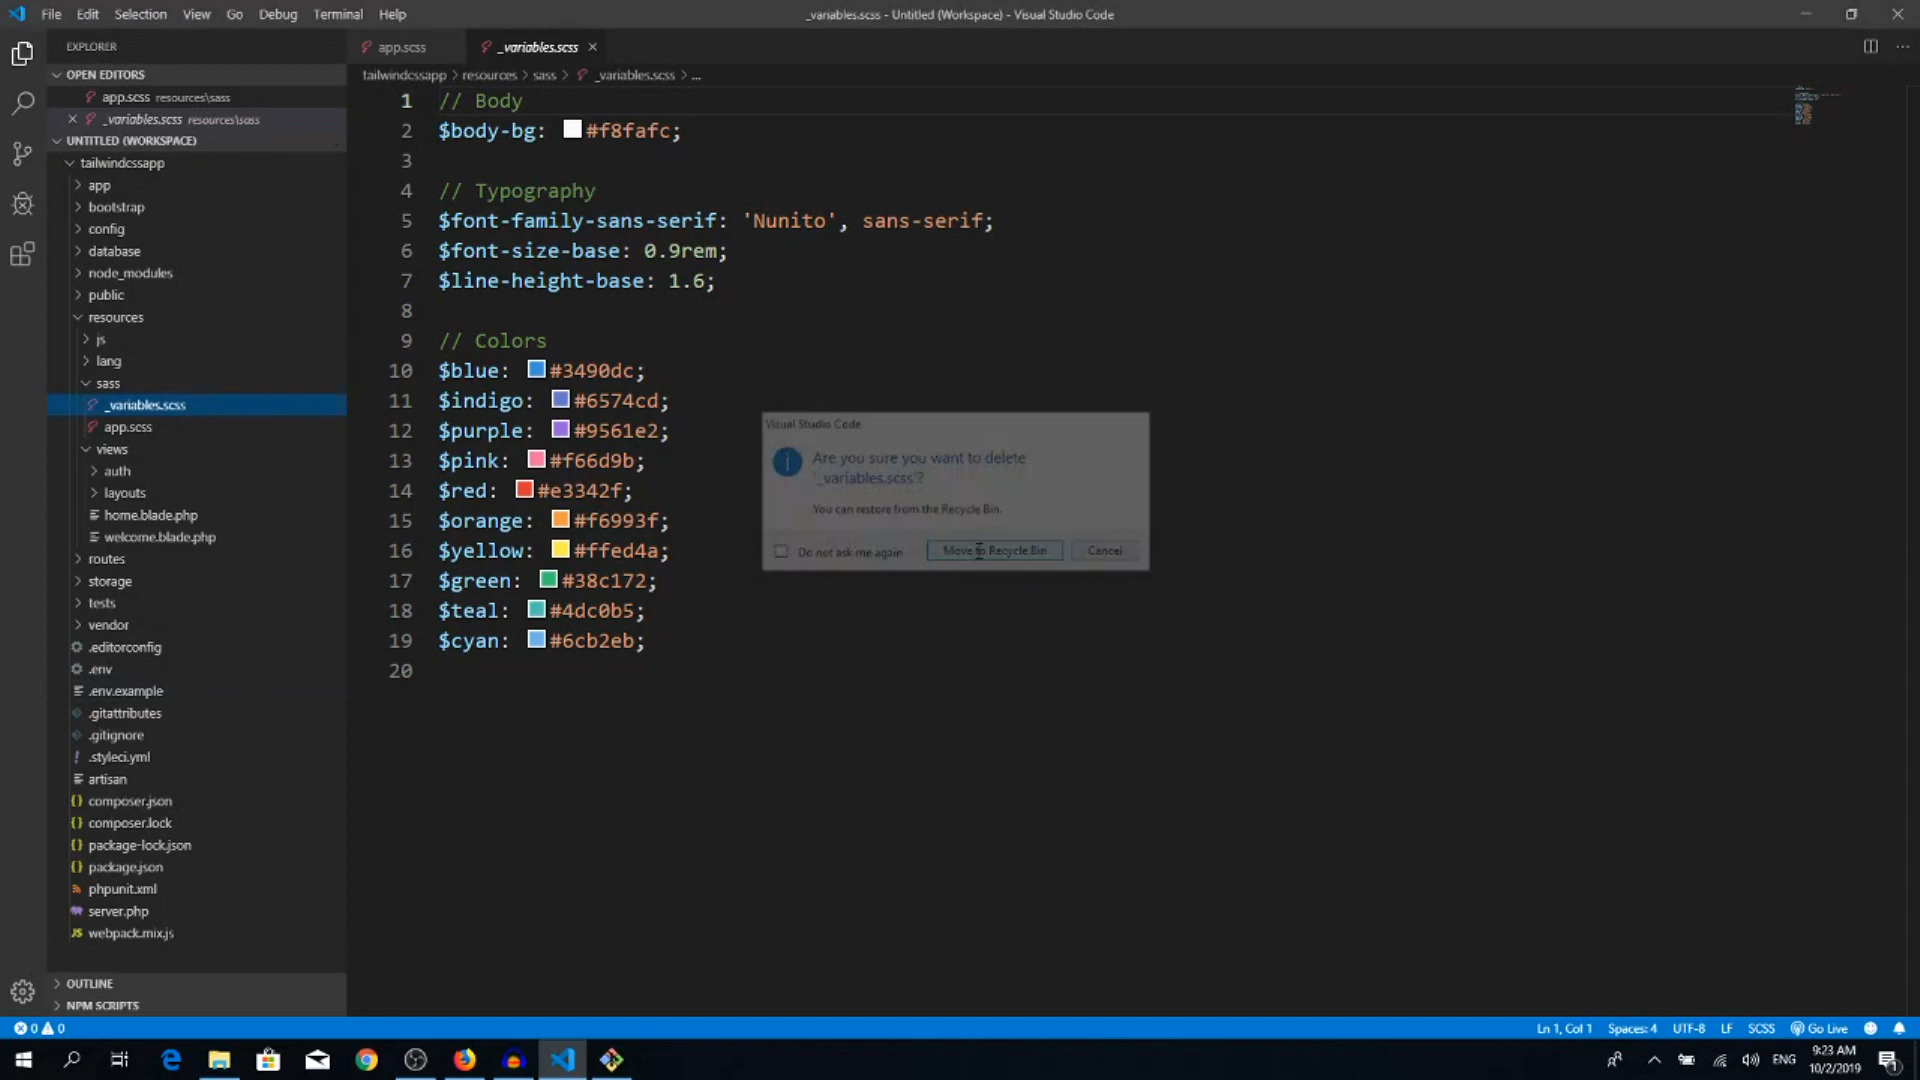 File Edit Selection View Go Debug Terminal Help
_variables.scss - Untitled (Workspace) - Visual Studio Code
EXPLORER
OPEN EDITORS
app.scss resources\sass
_variables.scss resources\sass
UNTITLED (WORKSPACE)
tailwindcssapp
app
bootstrap
config
database
node_modules
public
resources
js
lang
sass
_variables.scss
app.scss
views
auth
layouts
home.blade.php
welcome.blade.php
routes
storage
tests
vendor
.editorconfig
.env
.env.example
.gitattributes
.gitignore
.styleci.yml
artisan
composer.json
composer.lock
package-lock.json
package.json
phpunit.xml
server.php
webpack.mix.js
OUTLINE
NPM SCRIPTS
app.scss
_variables.scss
tailwindcssapp > resources > sass > _variables.scss > ...
1 // Body
2 $body-bg: #f8fafc;
3
4 // Typography
5 $font-family-sans-serif: 'Nunito', sans-serif;
6 $font-size-base: 0.9rem;
7 $line-height-base: 1.6;
8
9 // Colors
10 $blue: #3490dc;
11 $indigo: #6574cd;
12 $purple: #9561e2;
13 $pink: #f66d9b;
14 $red: #e3342f;
15 $orange: #f6993f;
16 $yellow: #ffed4a;
17 $green: #38c172;
18 $teal: #4dc0b5;
19 $cyan: #6cb2eb;
20
Visual Studio Code
Are you sure you want to delete
'_variables.scss'?
You can restore from the Recycle Bin.
Do not ask me again
Move to Recycle Bin
Cancel
0 0
Ln 1, Col 1 Spaces: 4 UTF-8 LF SCSS Go Live
ENG
9:23 AM
10/2/2019
1